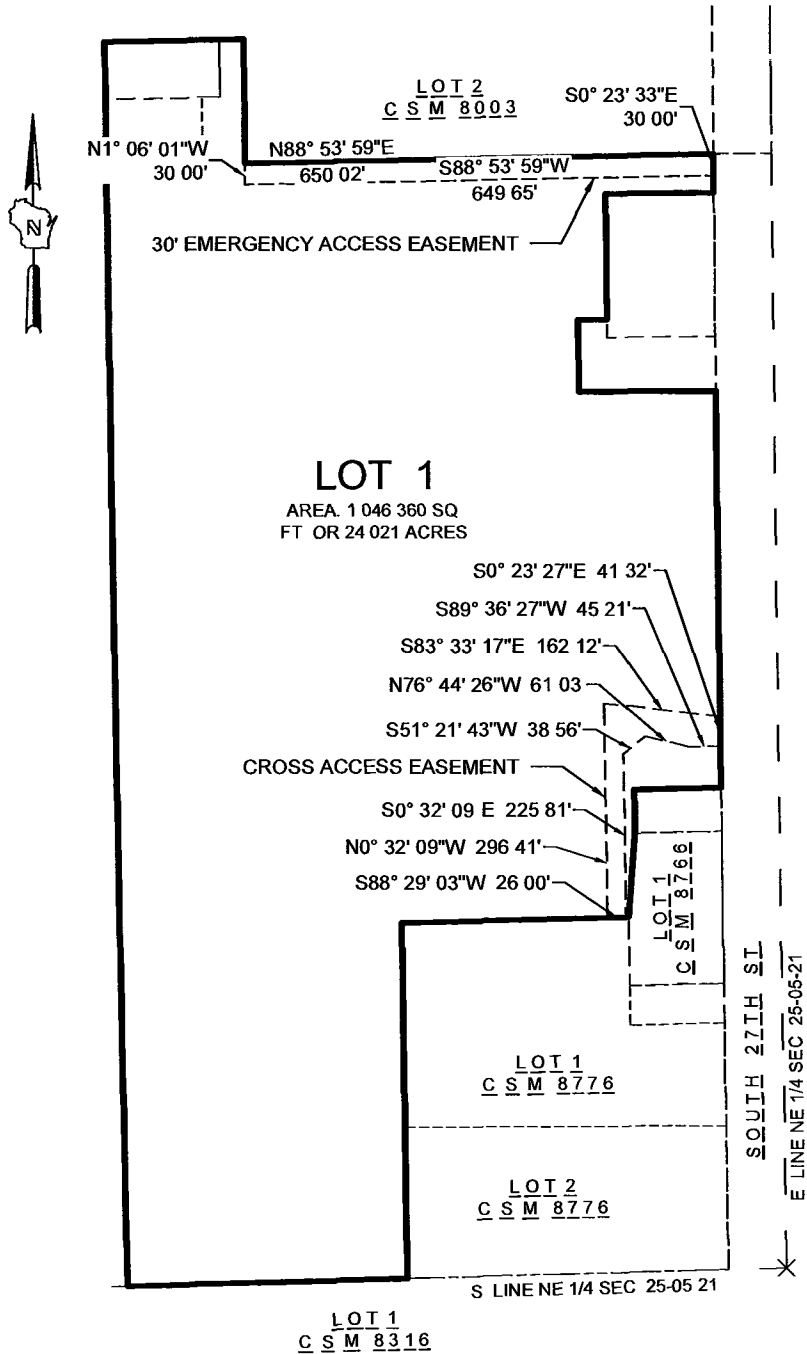 LOT 2
C S M 8003
S0° 23' 33"E
30 00'
N1° 06' 01"W
30 00'
N88° 53' 59"E
650 02'
S88° 53' 59"W
649 65'
N
30' EMERGENCY ACCESS EASEMENT
LOT 1
AREA. 1 046 360 SQ
FT OR 24 021 ACRES
S0° 23' 27"E 41 32'
S89° 36' 27"W 45 21'
S83° 33' 17"E 162 12'
N76° 44' 26"W 61 03
S51° 21' 43"W 38 56'
CROSS ACCESS EASEMENT
S0° 32' 09 E 225 81'
N0° 32' 09"W 296 41'
S88° 29' 03"W 26 00'
LOT 1
C S M 8766
SOUTH 27TH ST
E LINE NE 1/4 SEC 25-05-21
LOT 1
C S M 8776
LOT 2
C S M 8776
S LINE NE 1/4 SEC 25-05 21
LOT 1
C S M 8316